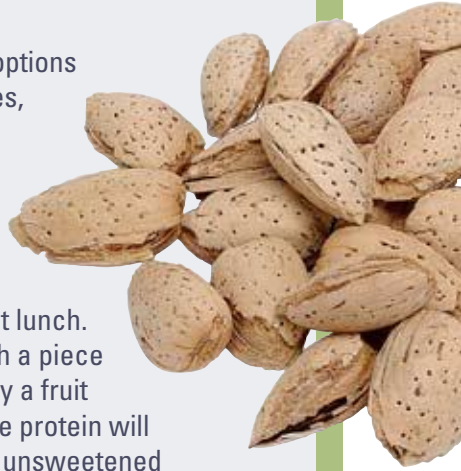 options
es,
t lunch.
h a piece
y a fruit
e protein will
unsweetened